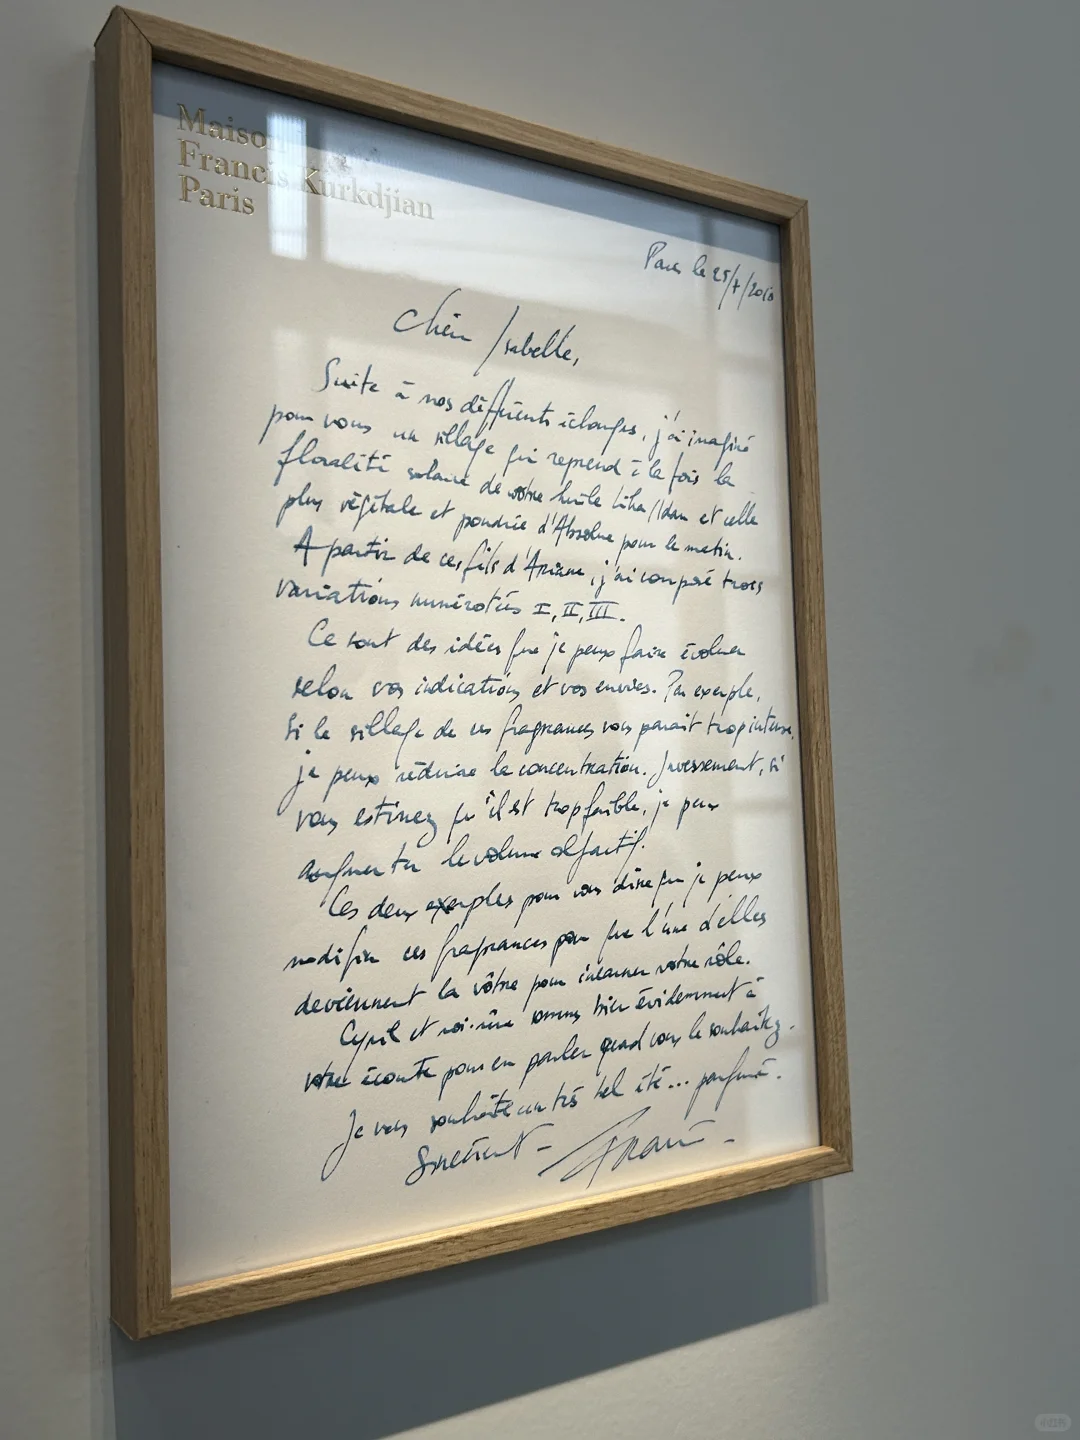 Maison
Francis Kurkdjian
Paris
Paris le 25/7/2010
Chère Isabelle,
Suite à nos différents échanges, j'ai imaginé
pour vous un sillage qui reprend à la fois la
floralité solaire de votre huile et celle
plus végétale et poudrée d'Absolue pour le matin.
A partir de ces fils d'Ariane, j'ai composé trois
variations numérotées I, II, III.
Ce sont des idées que je peux faire évoluer
selon vos indications et vos envies. Par exemple,
Si le sillage de ces fragrances vous parait trop intense,
je peux réduire la concentration. Inversement, si
vous estimez qu'il est trop faible, je peux
augmenter le volume olfactif.
Ces deux exemples pour vous dire que je peux
modifier ces fragrances pour que l'une d'elles
deviennent la vôtre pour incarner votre rôle.
Cyril et moi-même sommes bien évidemment à
votre écoute pour en parler quand vous le souhaitez.
Je vous souhaite un très bel été... parfumé.